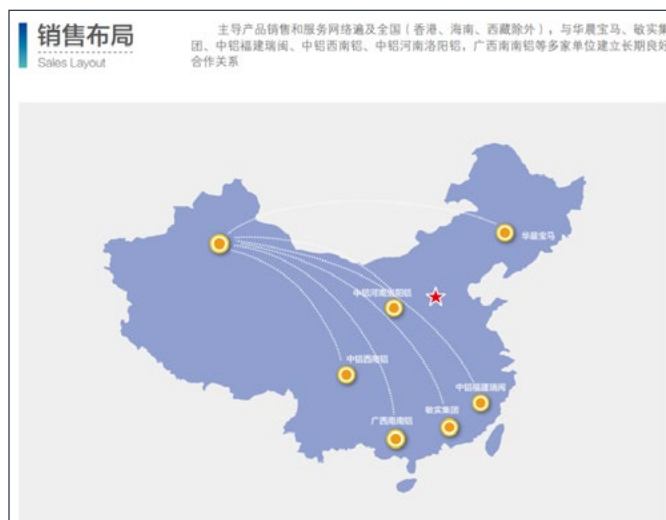 销售布局
Sales Layout
主导产品销售和服务网络遍及全国（香港、海南、西藏除外），与华晨宝马、敏实集
团、中铝福建瑞闽、中铝西南铝、中铝河南洛阳铝，广西南南铝等多家单位建立长期良好
合作关系
华晨宝马
中铝河南洛阳铝
中铝西南铝
中铝福建瑞闽
敏实集团
广西南南铝